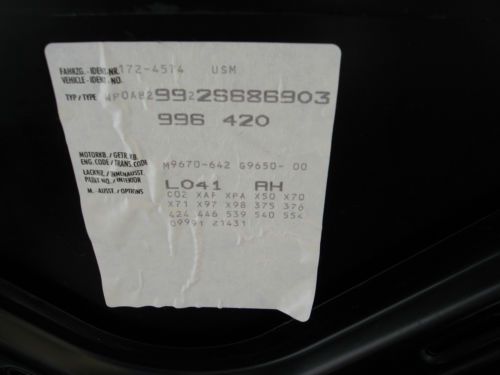 FAHRZG.-IDENT-NR. 172-4514 USM
VEHICLE-IDENT-NO.
TYP / TYPE WP0AB29922S686903
996 420
MOTORKB. / GETR. KB. M9670-642 G9650- 00
ENG. CODE / TRANS. CODE
LACKNR. / INNENAUSST. L041 AH
PAINT NO. / INTERIOR
M. - AUSST. / OPTIONS C02 XAF XPA X50 X70
X71 X97 X98 375 376
424 446 539 540 554
09991 21431